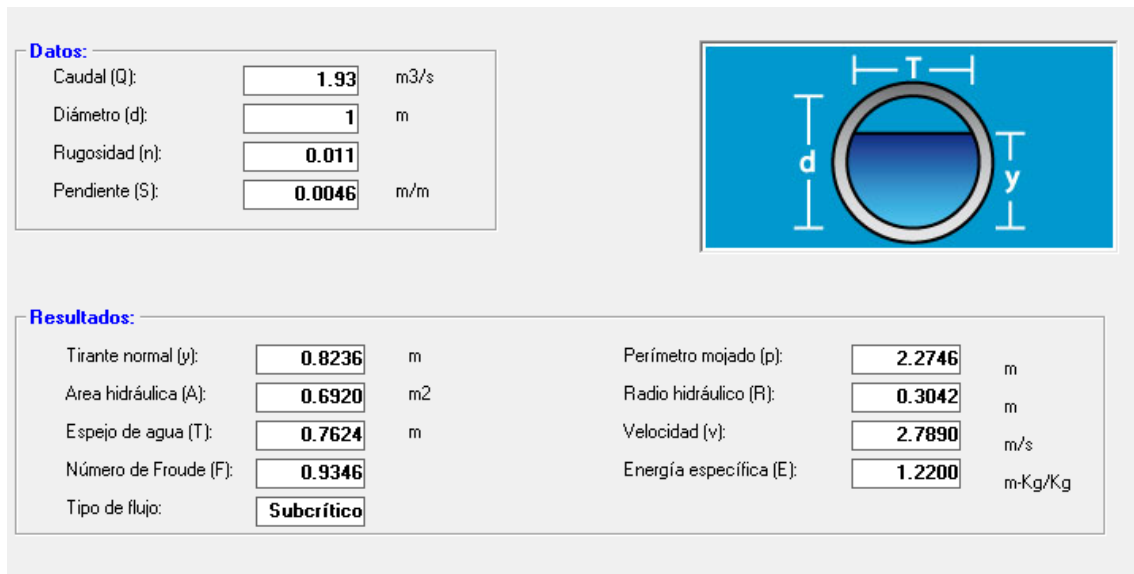 Datos:
Caudal (Q): 1.93 m3/s
Diámetro (d): 1 m
Rugosidad (n): 0.011
Pendiente (S): 0.0046 m/m
T
d
y
Resultados:
Tirante normal (y): 0.8236 m Perímetro mojado (p): 2.2746 m
Area hidráulica (A): 0.6920 m2 Radio hidráulico (R): 0.3042 m
Espejo de agua (T): 0.7624 m Velocidad (v): 2.7890 m/s
Número de Froude (F): 0.9346 Energía específica (E): 1.2200 m-Kg/Kg
Tipo de flujo: Subcrítico